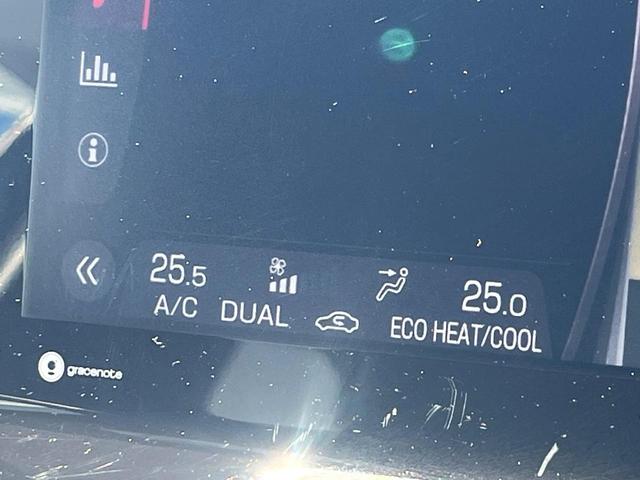 25.5
25.0
A/C DUAL
ECO HEAT/COOL
gracenote